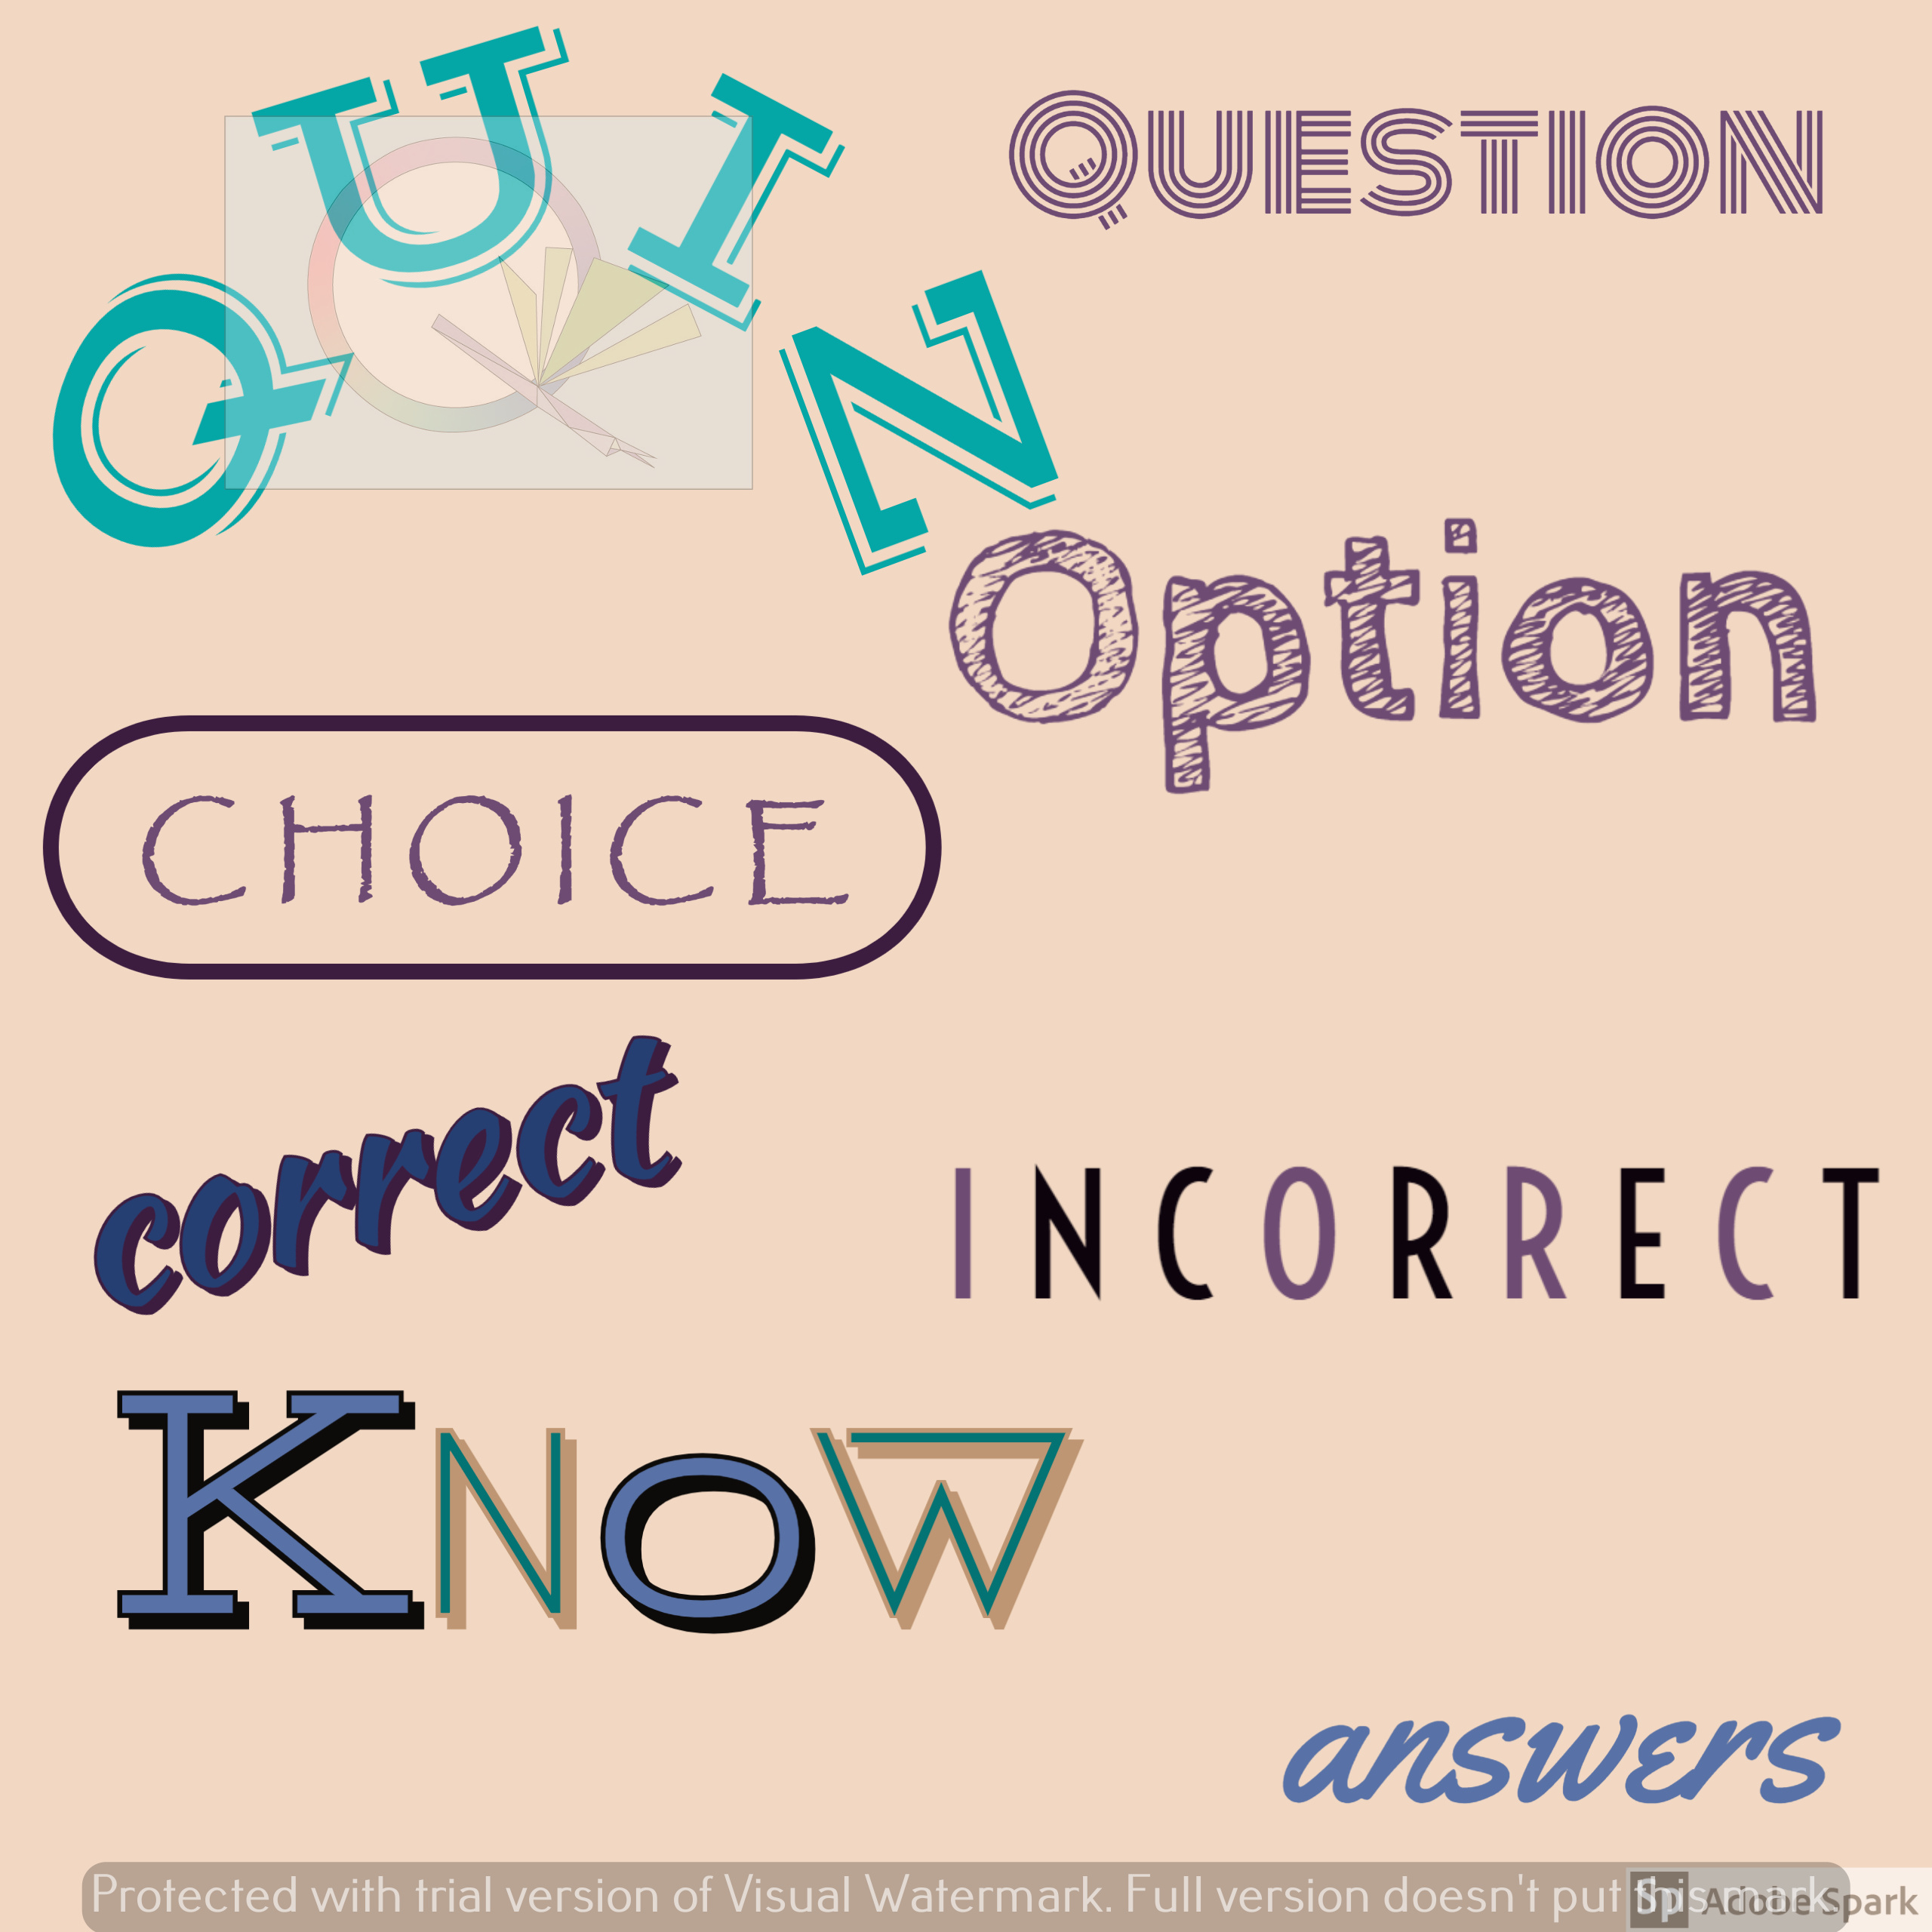 QUIN
QUESTION
Option
CHOICE
correct
INCORRECT
KNOW
answers
Protected with trial version of Visual Watermark. Full version doesn't put this mark.
Sp Adobe Spark